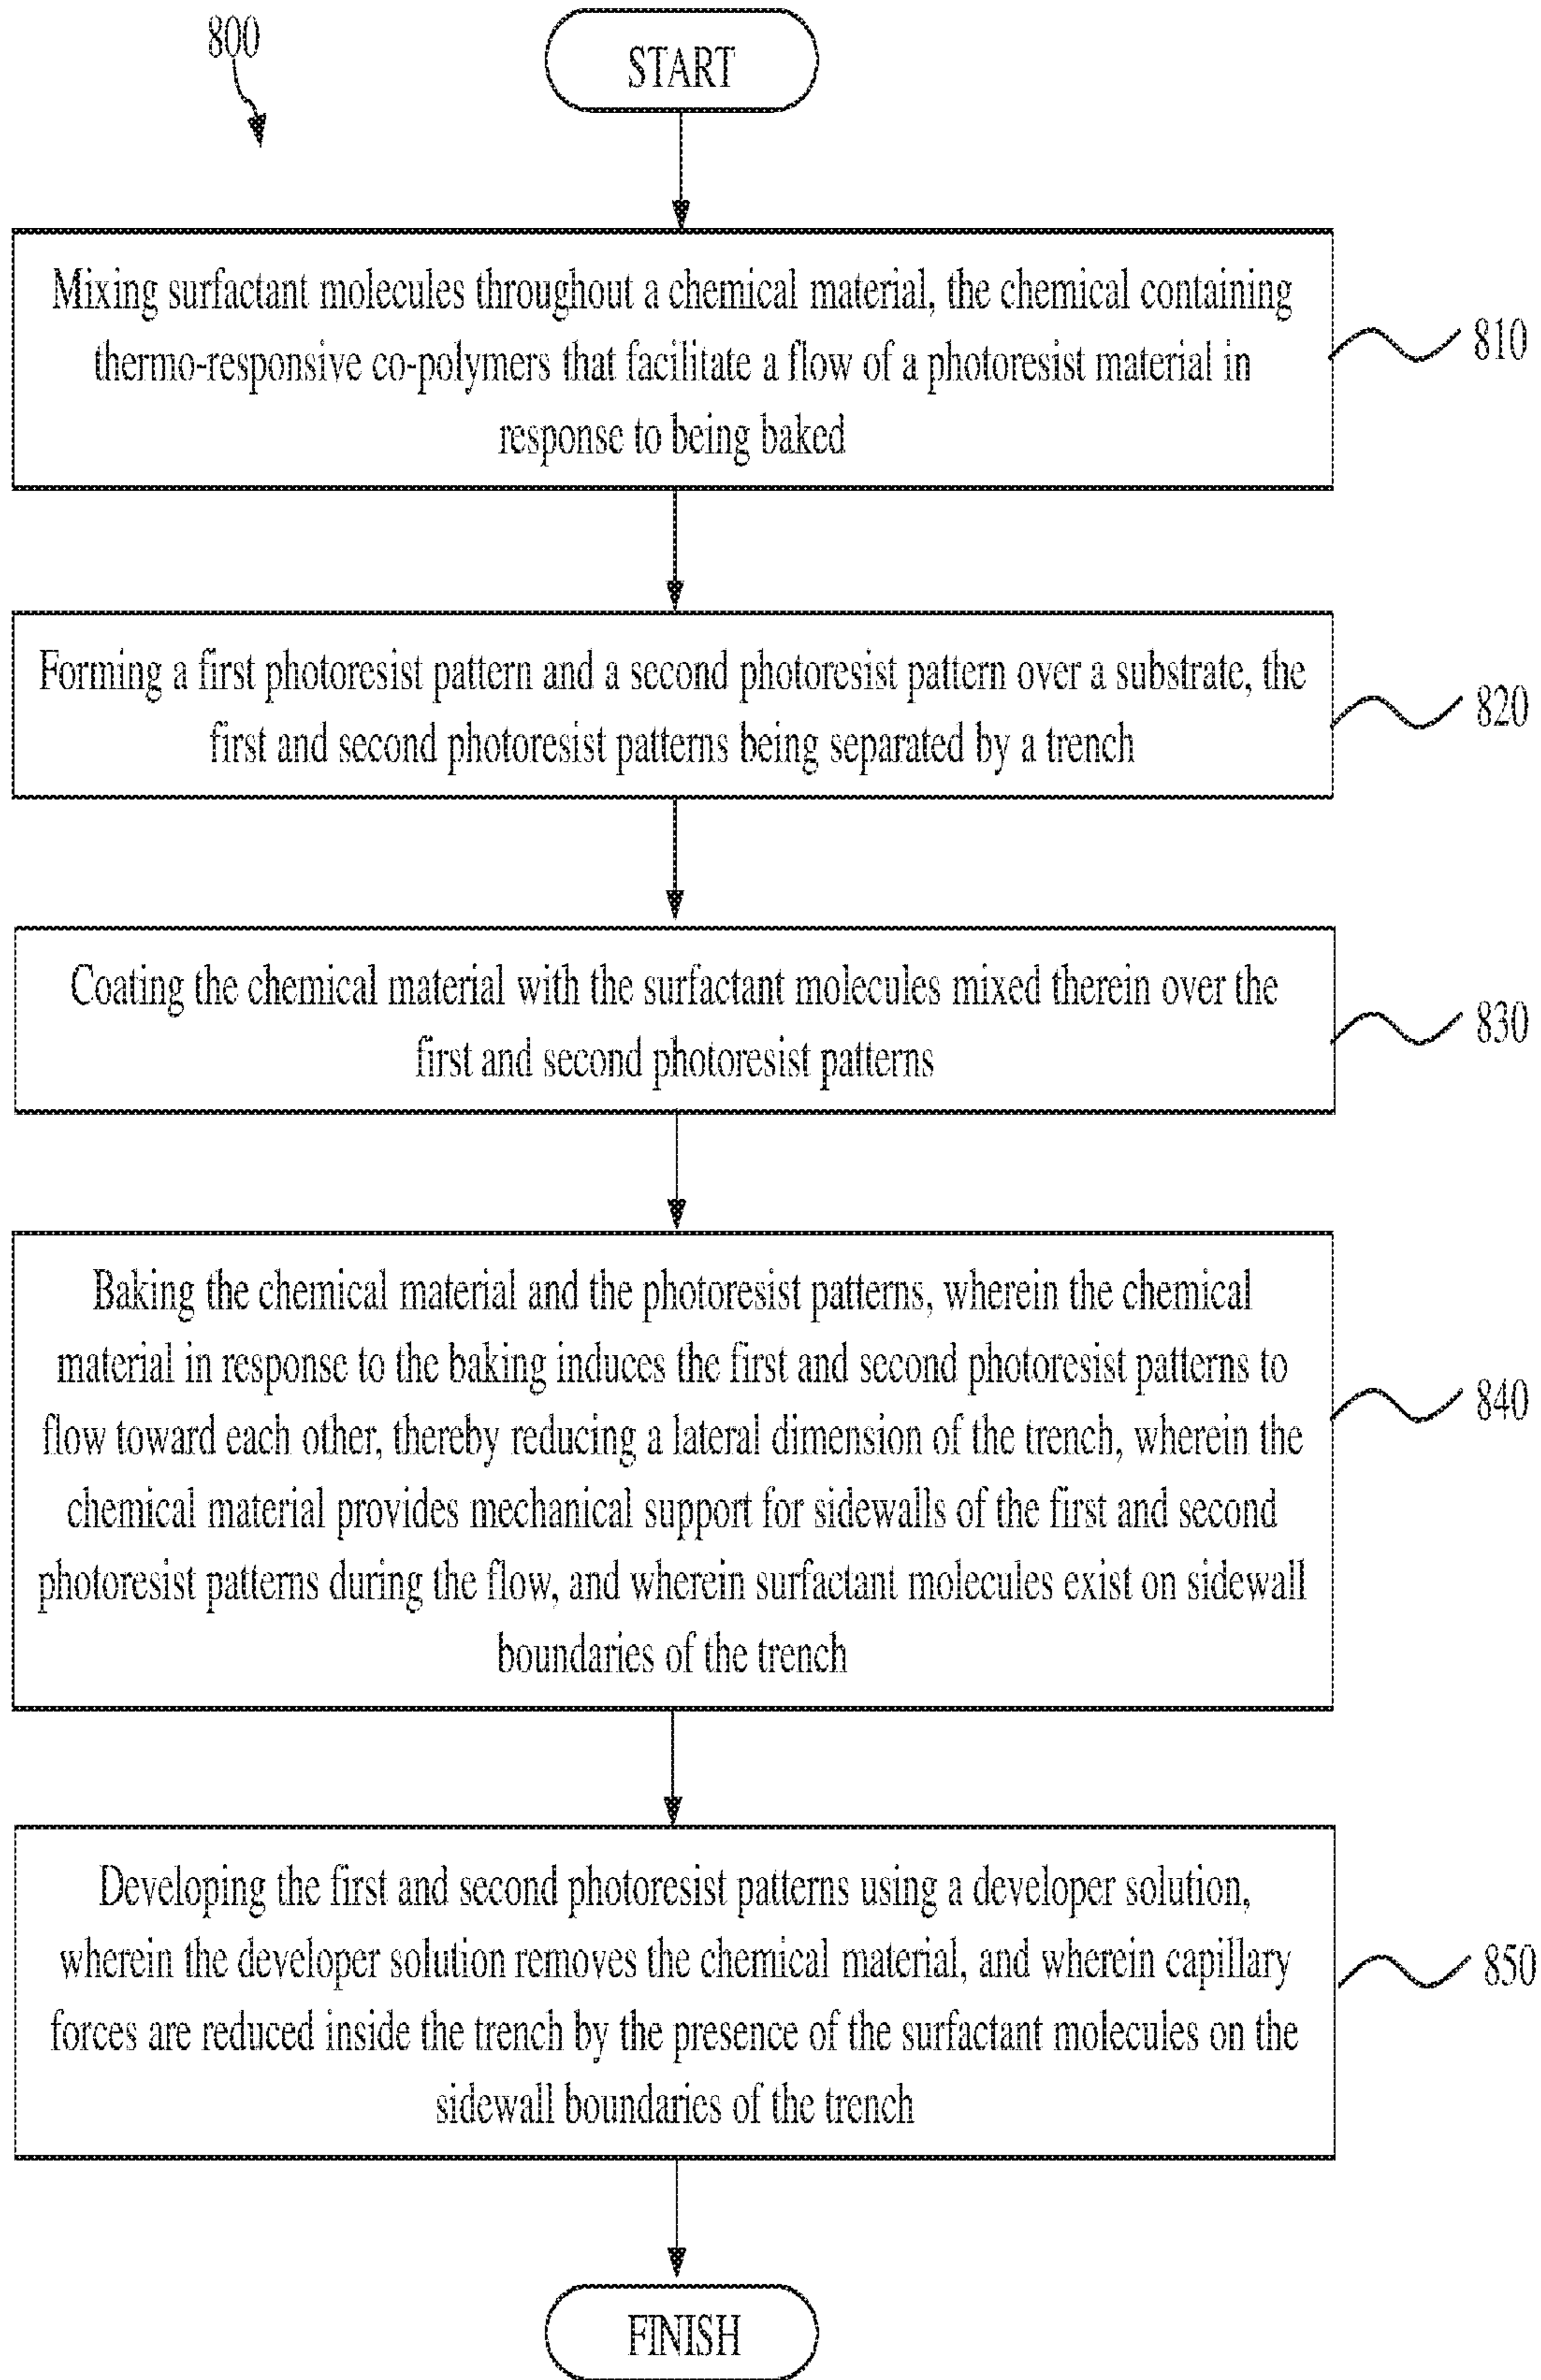 800
START
Mixing surfactant molecules throughout a chemical material, the chemical containing
thermo-responsive co-polymers that facilitate a flow of a photoresist material in
response to being baked
810
Forming a first photoresist pattern and a second photoresist pattern over a substrate, the
first and second photoresist patterns being separated by a trench
820
Coating the chemical material with the surfactant molecules mixed therein over the
first and second photoresist patterns
830
Baking the chemical material and the photoresist patterns, wherein the chemical
material in response to the baking induces the first and second photoresist patterns to
flow toward each other, thereby reducing a lateral dimension of the trench, wherein the
chemical material provides mechanical support for sidewalls of the first and second
photoresist patterns during the flow, and wherein surfactant molecules exist on sidewall
boundaries of the trench
840
Developing the first and second photoresist patterns using a developer solution,
wherein the developer solution removes the chemical material, and wherein capillary
forces are reduced inside the trench by the presence of the surfactant molecules on the
sidewall boundaries of the trench
850
FINISH